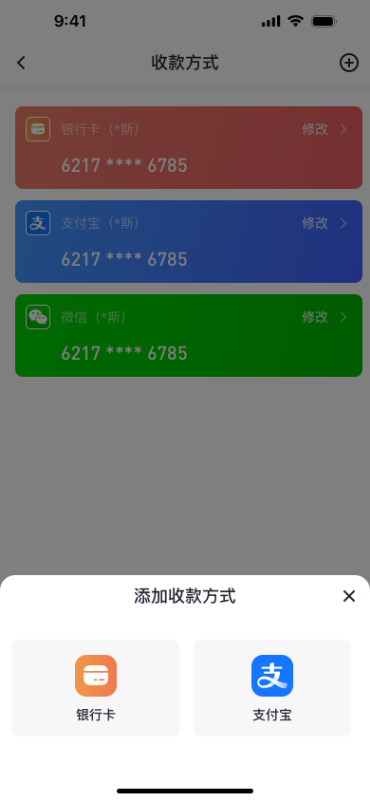 9:41
收款方式
银行卡（*斯）
修改
6217 **** 6785
支付宝（*斯）
修改
6217 **** 6785
微信（*斯）
修改
6217 **** 6785
添加收款方式
银行卡
支付宝